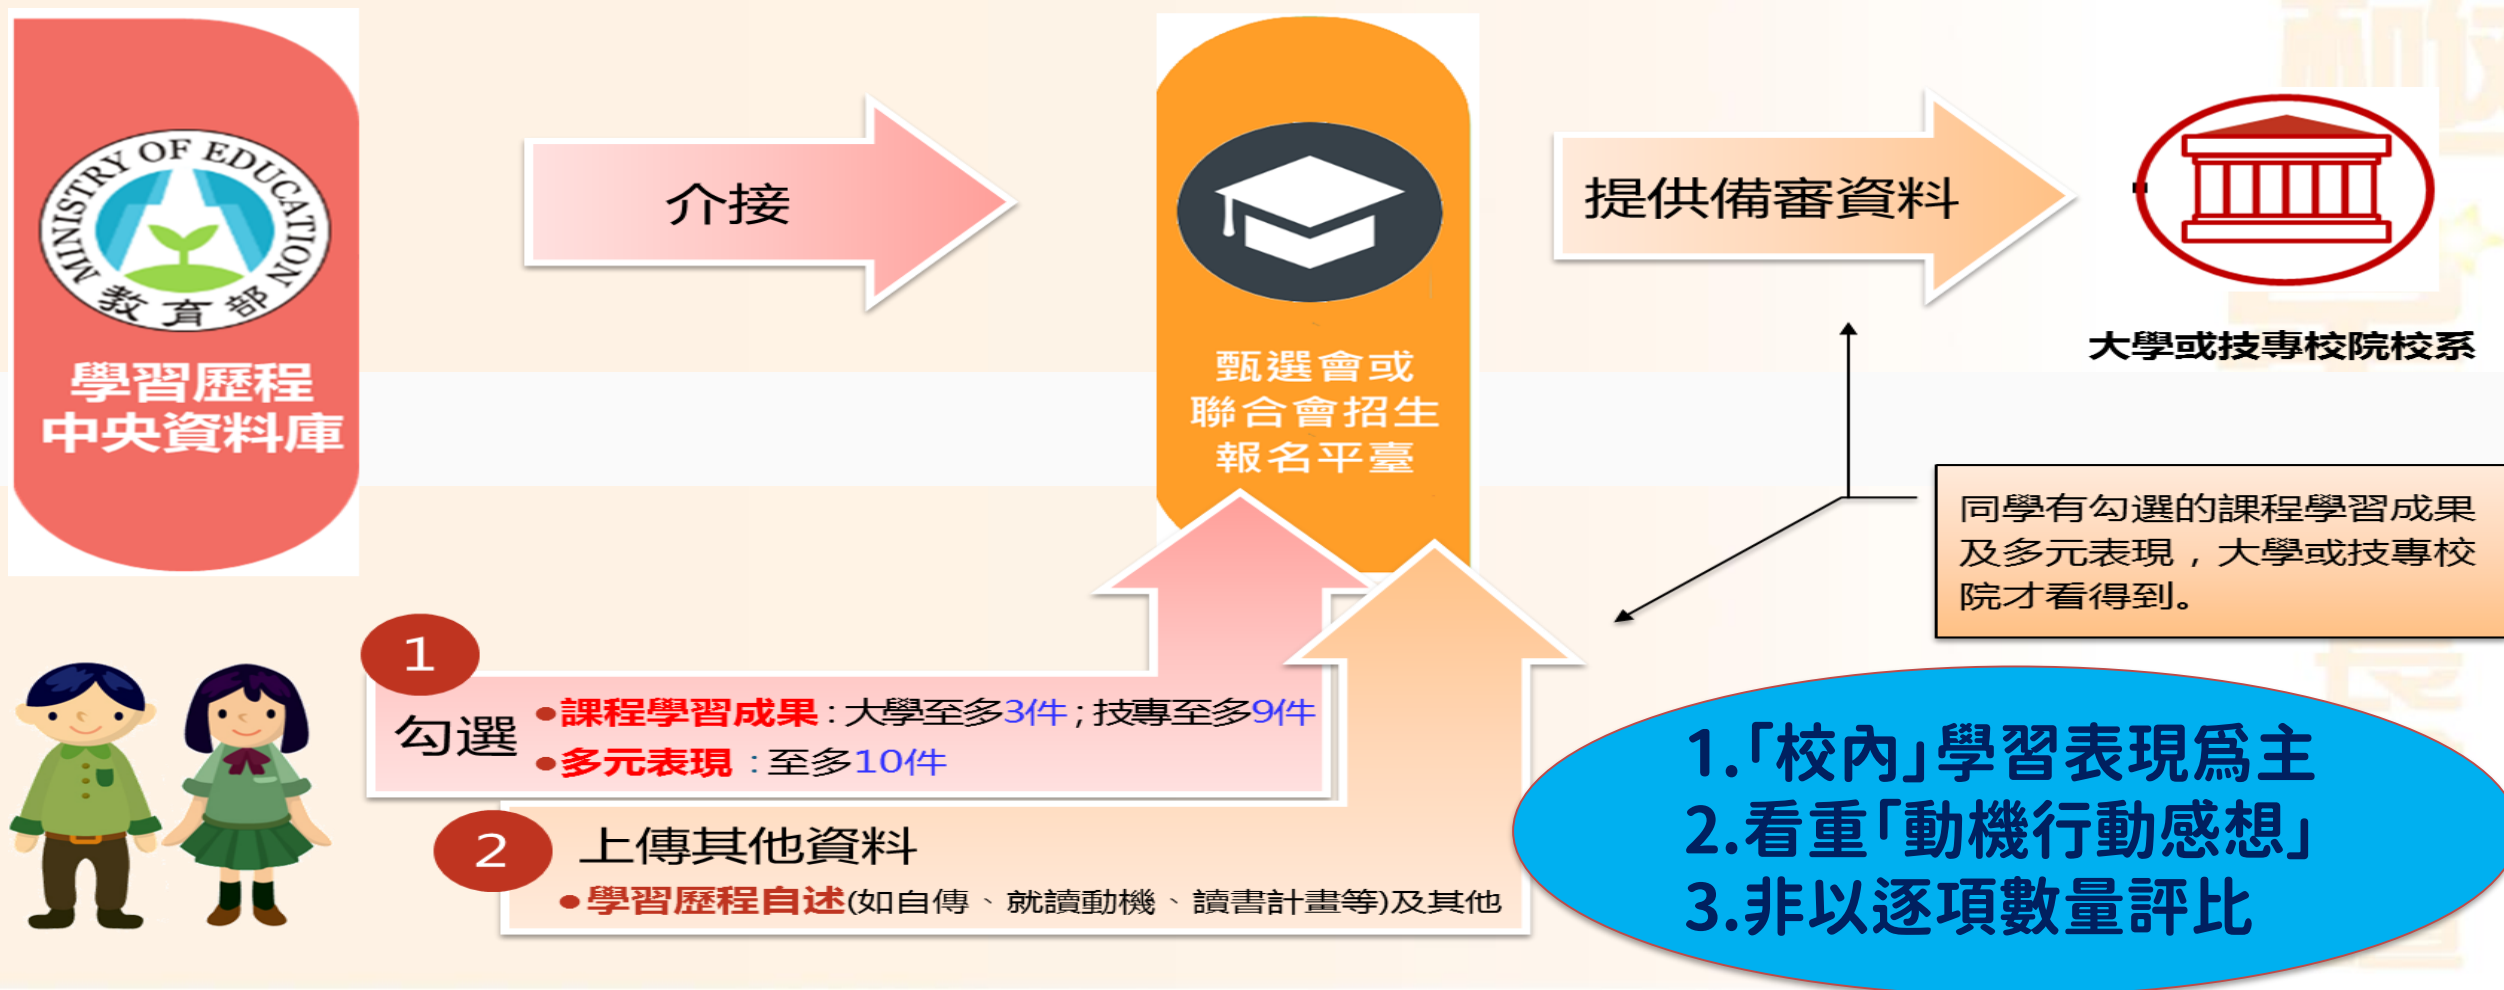 MINISTRY OF EDUCATION
教育部
學習歷程
中央資料庫
介接
甄選會或
聯合會招生
報名平臺
提供備審資料
大學或技專校院校系
同學有勾選的課程學習成果
及多元表現，大學或技專校
院才看得到。
1
勾選
•課程學習成果：大學至多3件；技專至多9件
•多元表現：至多10件
2
上傳其他資料
•學習歷程自述(如自傳、就讀動機、讀書計畫等)及其他
1.「校內」學習表現為主
2.看重「動機行動感想」
3.非以逐項數量評比